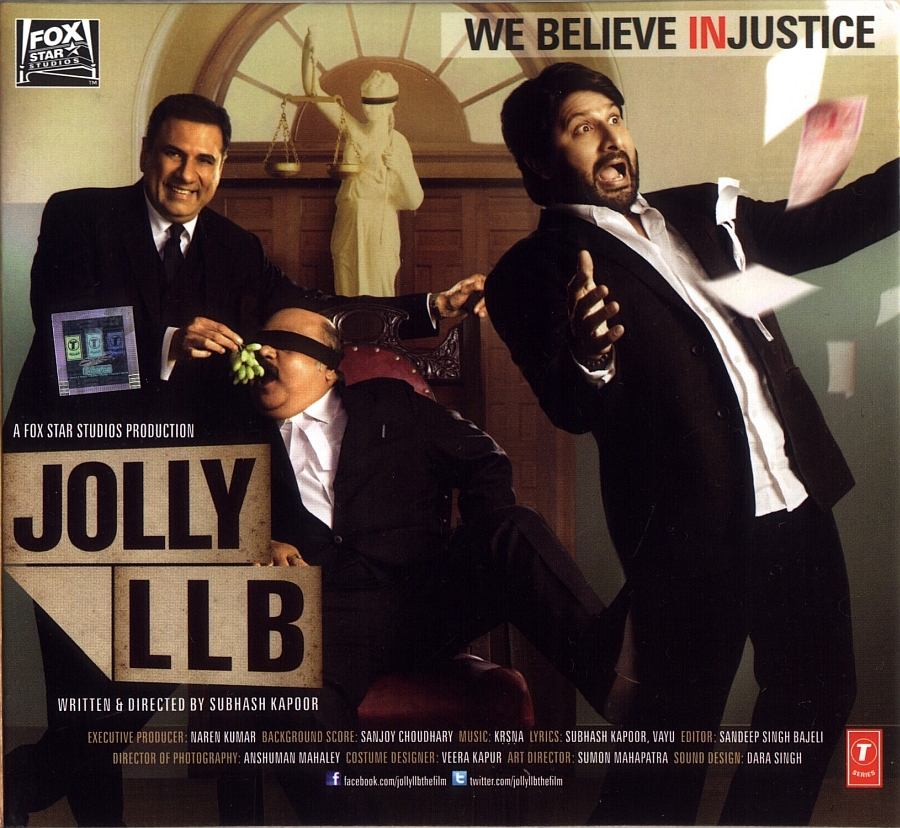 FOX
STAR
STUDIOS
TM
WE BELIEVE INJUSTICE
A FOX STAR STUDIOS PRODUCTION
JOLLY
LLB
WRITTEN & DIRECTED BY SUBHASH KAPOOR
EXECUTIVE PRODUCER: NAREN KUMAR BACKGROUND SCORE: SANJOY CHOUDHARY MUSIC: KRSNA LYRICS: SUBHASH KAPOOR, VAYU EDITOR: SANDEEP SINGH BAJELI
DIRECTOR OF PHOTOGRAPHY: ANSHUMAN MAHALEY COSTUME DESIGNER: VEERA KAPUR ART DIRECTOR: SUMON MAHAPATRA SOUND DESIGN: DARA SINGH
facebook.com/jollyllbthefilm twitter.com/jollyllbthefilm
T
SERIES